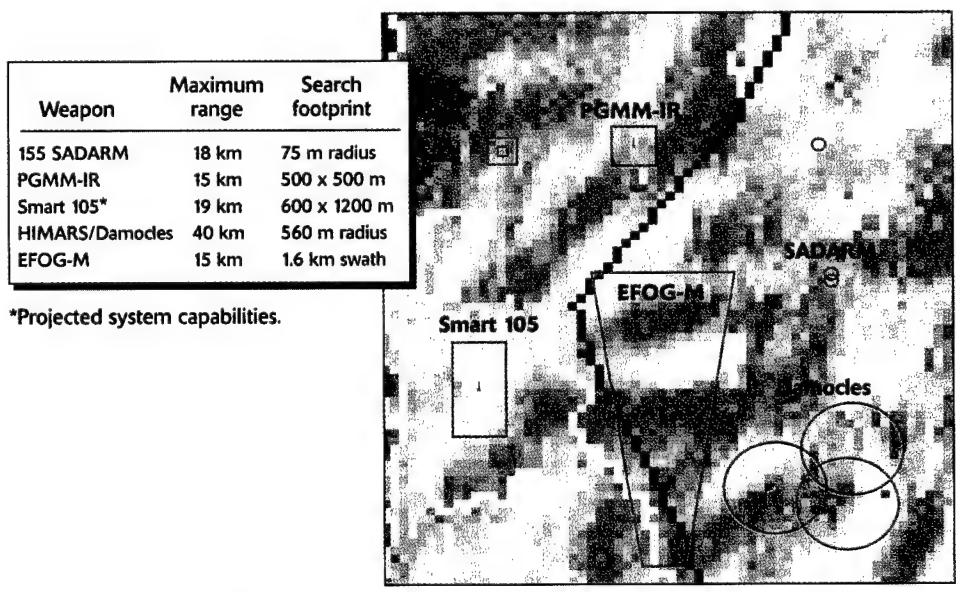 Weapon Maximum range Search footprint
155 SADARM 18 km 75 m radius
PGMM-IR 15 km 500 x 500 m
Smart 105* 19 km 600 x 1200 m
HIMARS/Damocles 40 km 560 m radius
EFOG-M 15 km 1.6 km swath
*Projected system capabilities.
PGMM-IR
SADARM
EFOG-M
Smart 105
Damocles